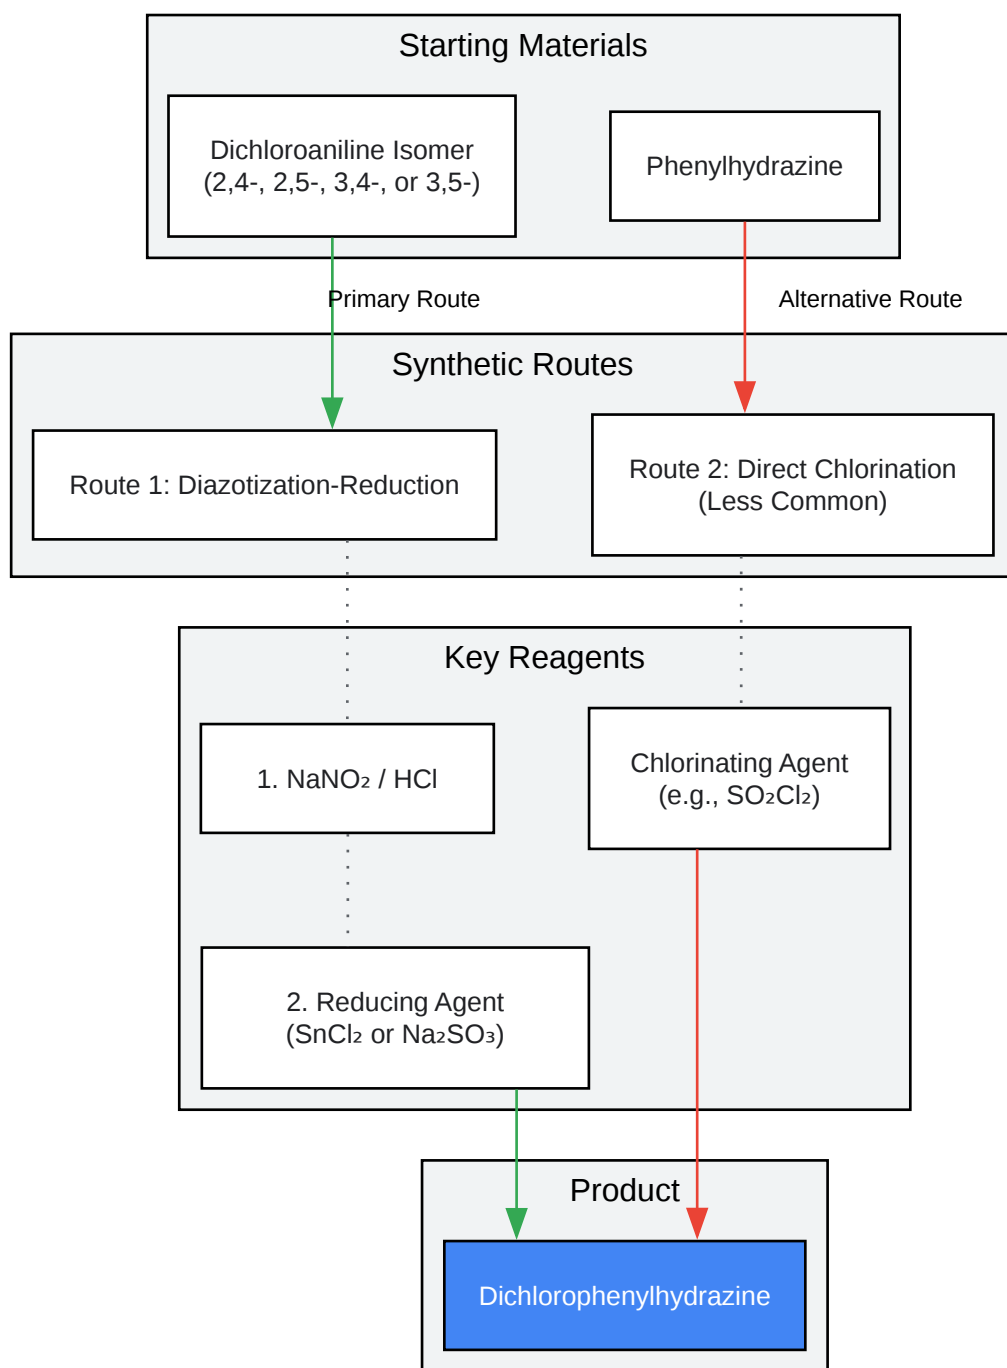 Starting Materials
Dichloroaniline Isomer
(2,4-, 2,5-, 3,4-, or 3,5-)
Phenylhydrazine
Primary Route
Alternative Route
Synthetic Routes
Route 1: Diazotization-Reduction
Route 2: Direct Chlorination
(Less Common)
Key Reagents
1. NaNO₂ / HCl
Chlorinating Agent
(e.g., SO₂Cl₂)
2. Reducing Agent
(SnCl₂ or Na₂SO₃)
Product
Dichlorophenylhydrazine